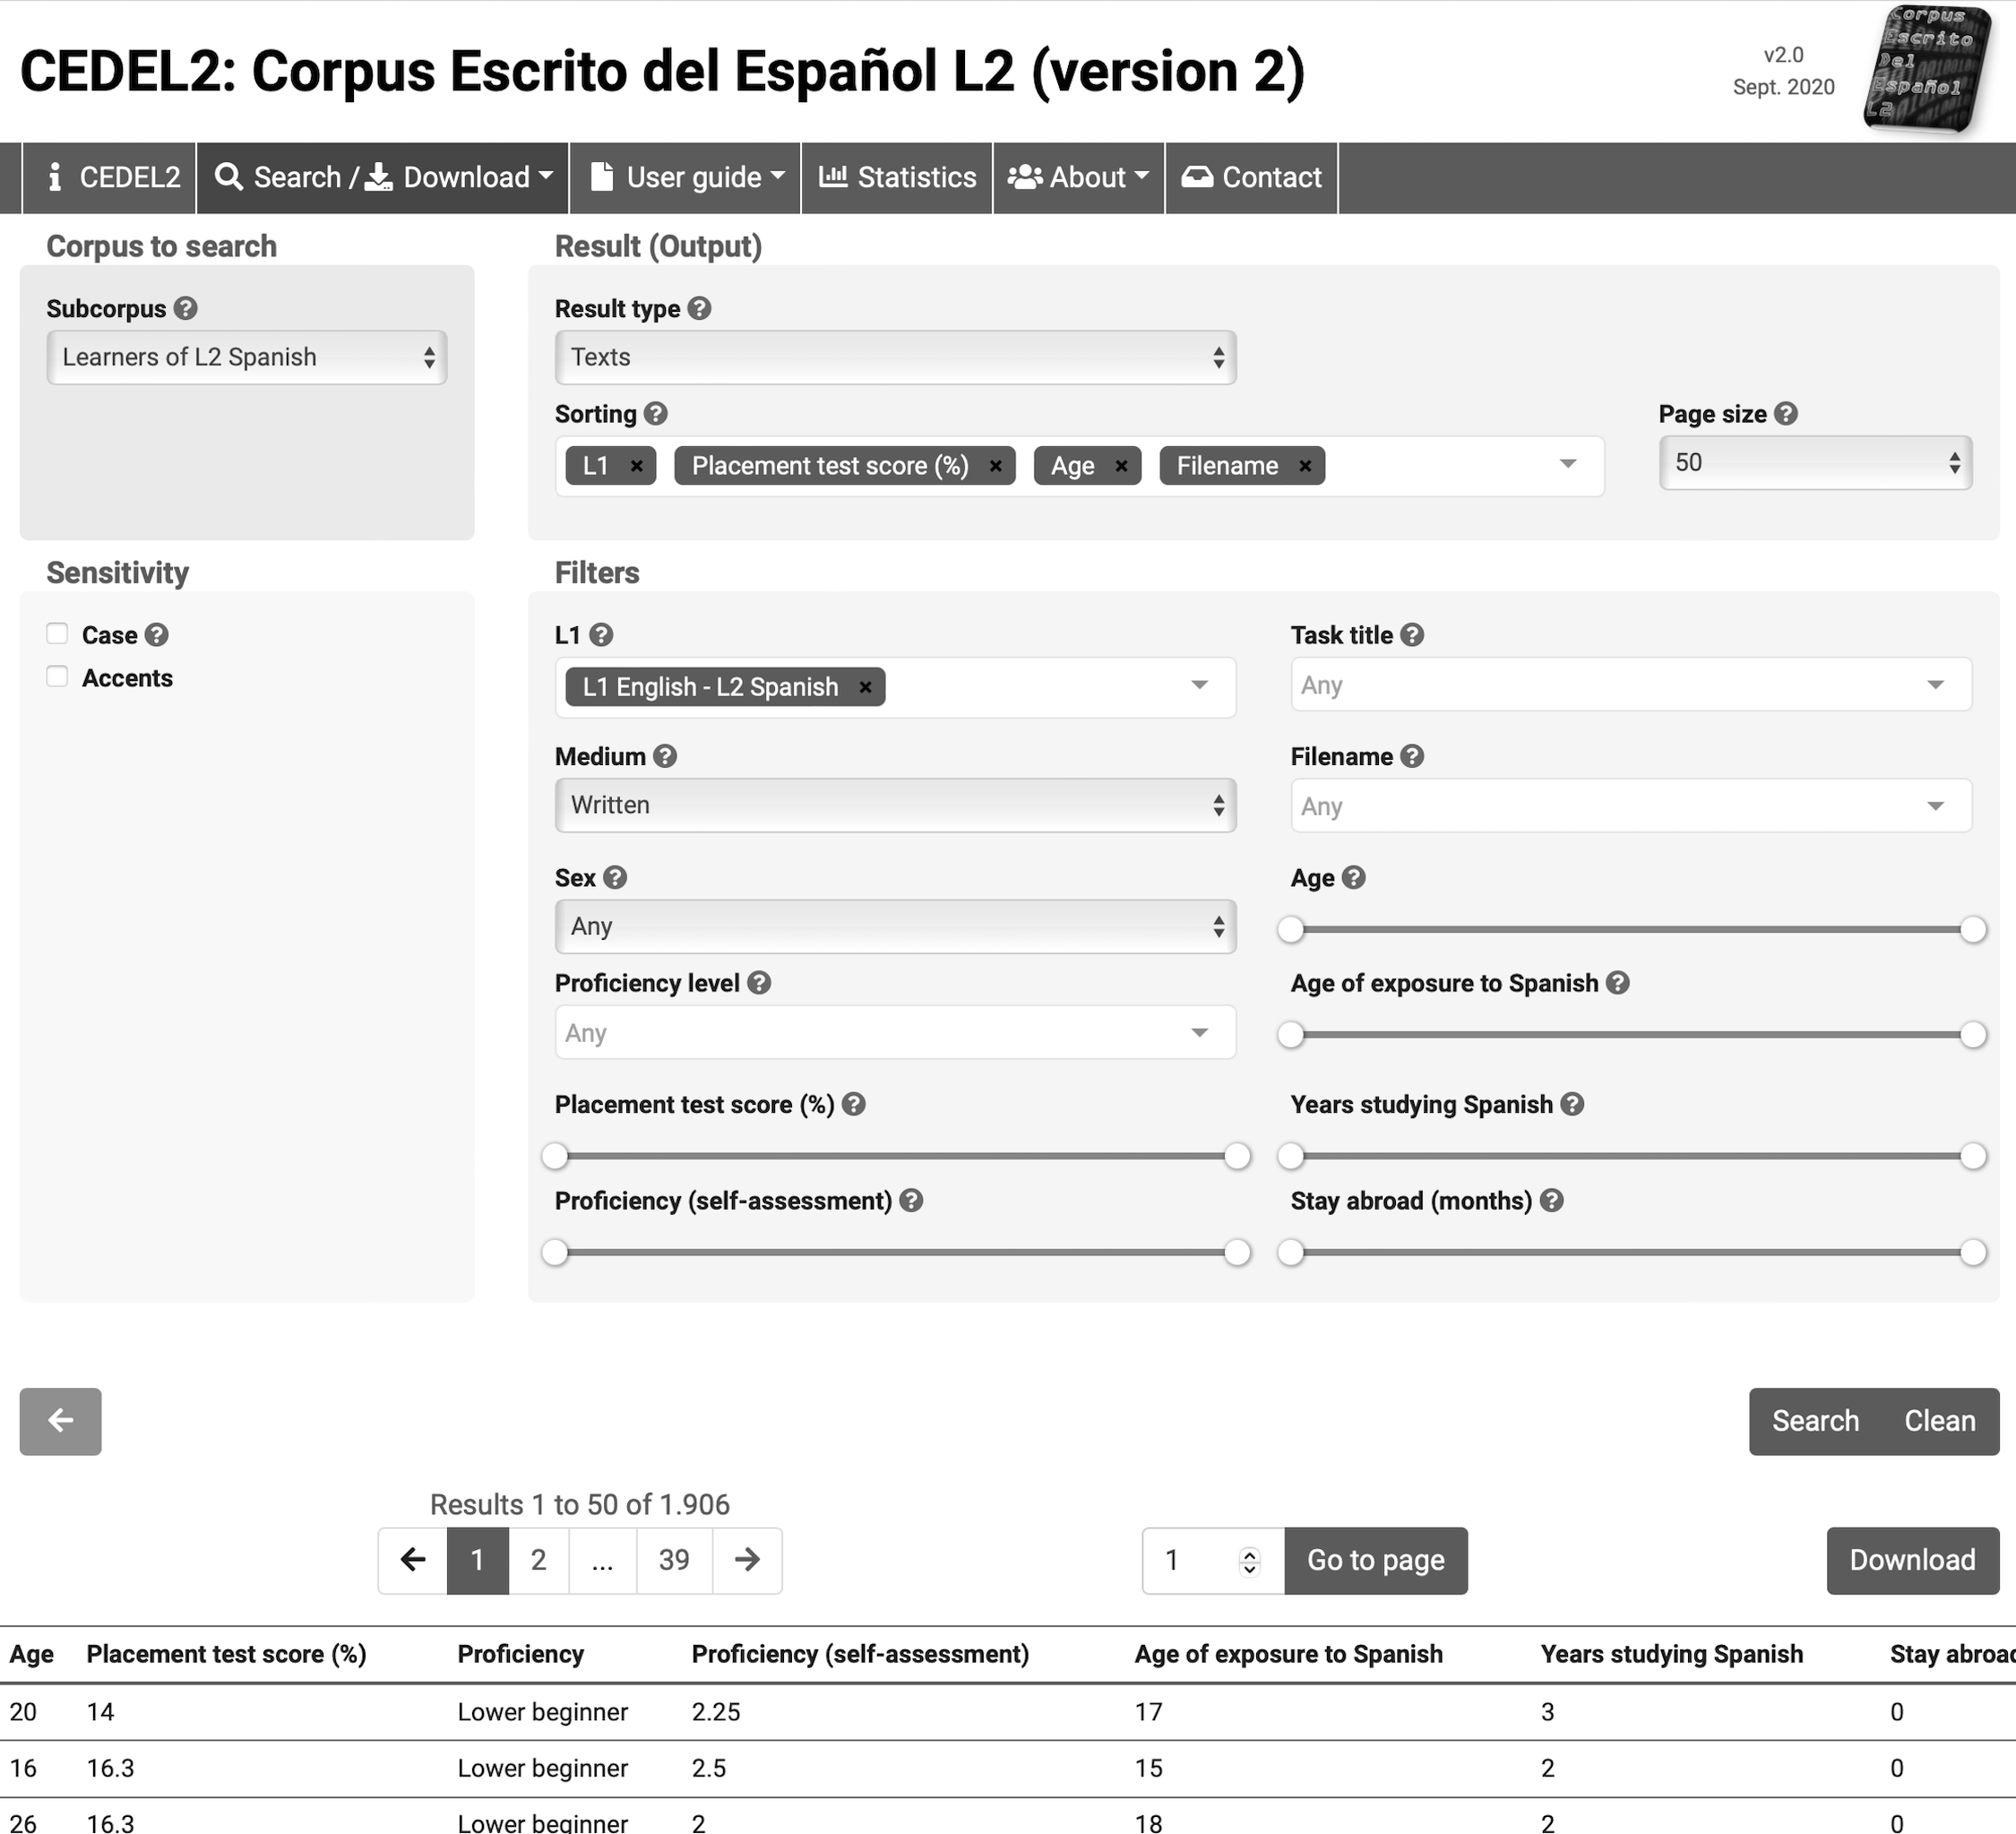 CEDEL2: Corpus Escrito del Español L2 (version 2)
v2.0
Sept. 2020
Corpus
Escrito
Del
Español
L2
CEDEL2
Search / Download
User guide
Statistics
About
Contact
Corpus to search
Subcorpus
Learners of L2 Spanish
Result (Output)
Result type
Texts
Sorting
L1 × Placement test score (%) × Age × Filename ×
Page size
50
Sensitivity
Case
Accents
Filters
L1
L1 English - L2 Spanish ×
Task title
Any
Medium
Written
Filename
Any
Sex
Any
Age
Proficiency level
Any
Age of exposure to Spanish
Placement test score (%)
Years studying Spanish
Proficiency (self-assessment)
Stay abroad (months)
Search Clean
Results 1 to 50 of 1.906
1 2 ... 39
1 Go to page
Download
Age Placement test score (%) Proficiency Proficiency (self-assessment) Age of exposure to Spanish Years studying Spanish Stay abroad
20 14 Lower beginner 2.25 17 3 0
16 16.3 Lower beginner 2.5 15 2 0
26 16.3 Lower beginner 2 18 2 0